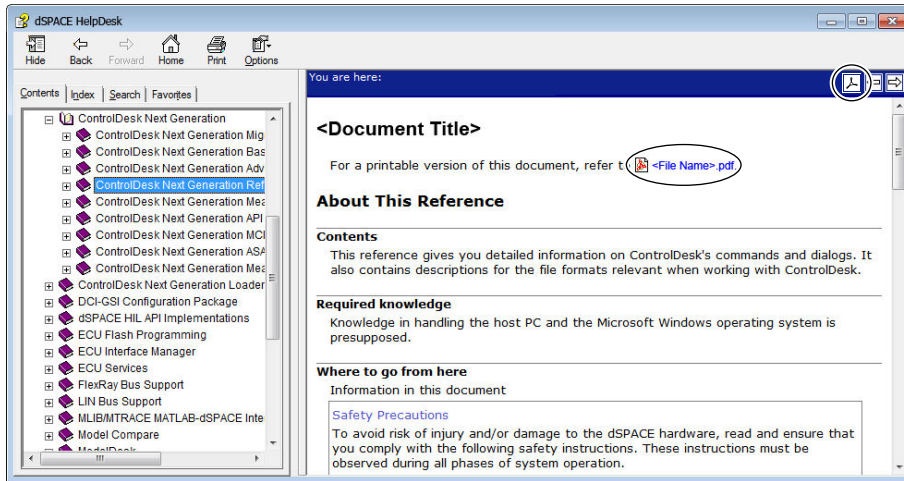 dSPACE HelpDesk
Hide Back Forward Home Print Options
Contents Index Search Favorites
ControlDesk Next Generation
ControlDesk Next Generation Mig
ControlDesk Next Generation Bas
ControlDesk Next Generation Adv
ControlDesk Next Generation Ref
ControlDesk Next Generation Mea
ControlDesk Next Generation API
ControlDesk Next Generation MCI
ControlDesk Next Generation ASA
ControlDesk Next Generation Mea
ControlDesk Next Generation Loader
DCI-GSI Configuration Package
dSPACE HIL API Implementations
ECU Flash Programming
ECU Interface Manager
ECU Services
FlexRay Bus Support
LIN Bus Support
MLIB/MTRACE MATLAB-dSPACE Inte
Model Compare
ModelDesk
You are here:
<Document Title>
For a printable version of this document, refer t <File Name>.pdf.
About This Reference
Contents
This reference gives you detailed information on ControlDesk's commands and dialogs. It
also contains descriptions for the file formats relevant when working with ControlDesk.
Required knowledge
Knowledge in handling the host PC and the Microsoft Windows operating system is
presupposed.
Where to go from here
Information in this document
Safety Precautions
To avoid risk of injury and/or damage to the dSPACE hardware, read and ensure that
you comply with the following safety instructions. These instructions must be
observed during all phases of system operation.